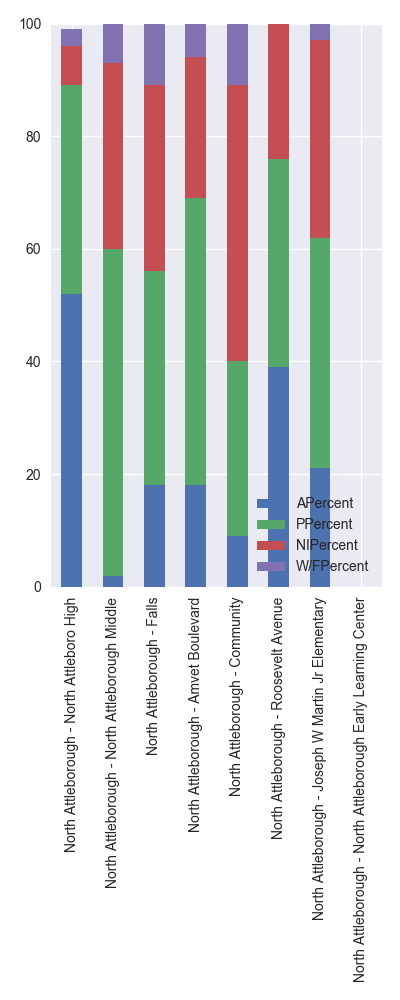 100
80
60
40
20
0
APercent
PPercent
NIPercent
W/FPercent
North Attleborough - North Attleboro High
North Attleborough - North Attleborough Middle
North Attleborough - Falls
North Attleborough - Amvet Boulevard
North Attleborough - Community
North Attleborough - Roosevelt Avenue
North Attleborough - Joseph W Martin Jr Elementary
North Attleborough - North Attleborough Early Learning Center